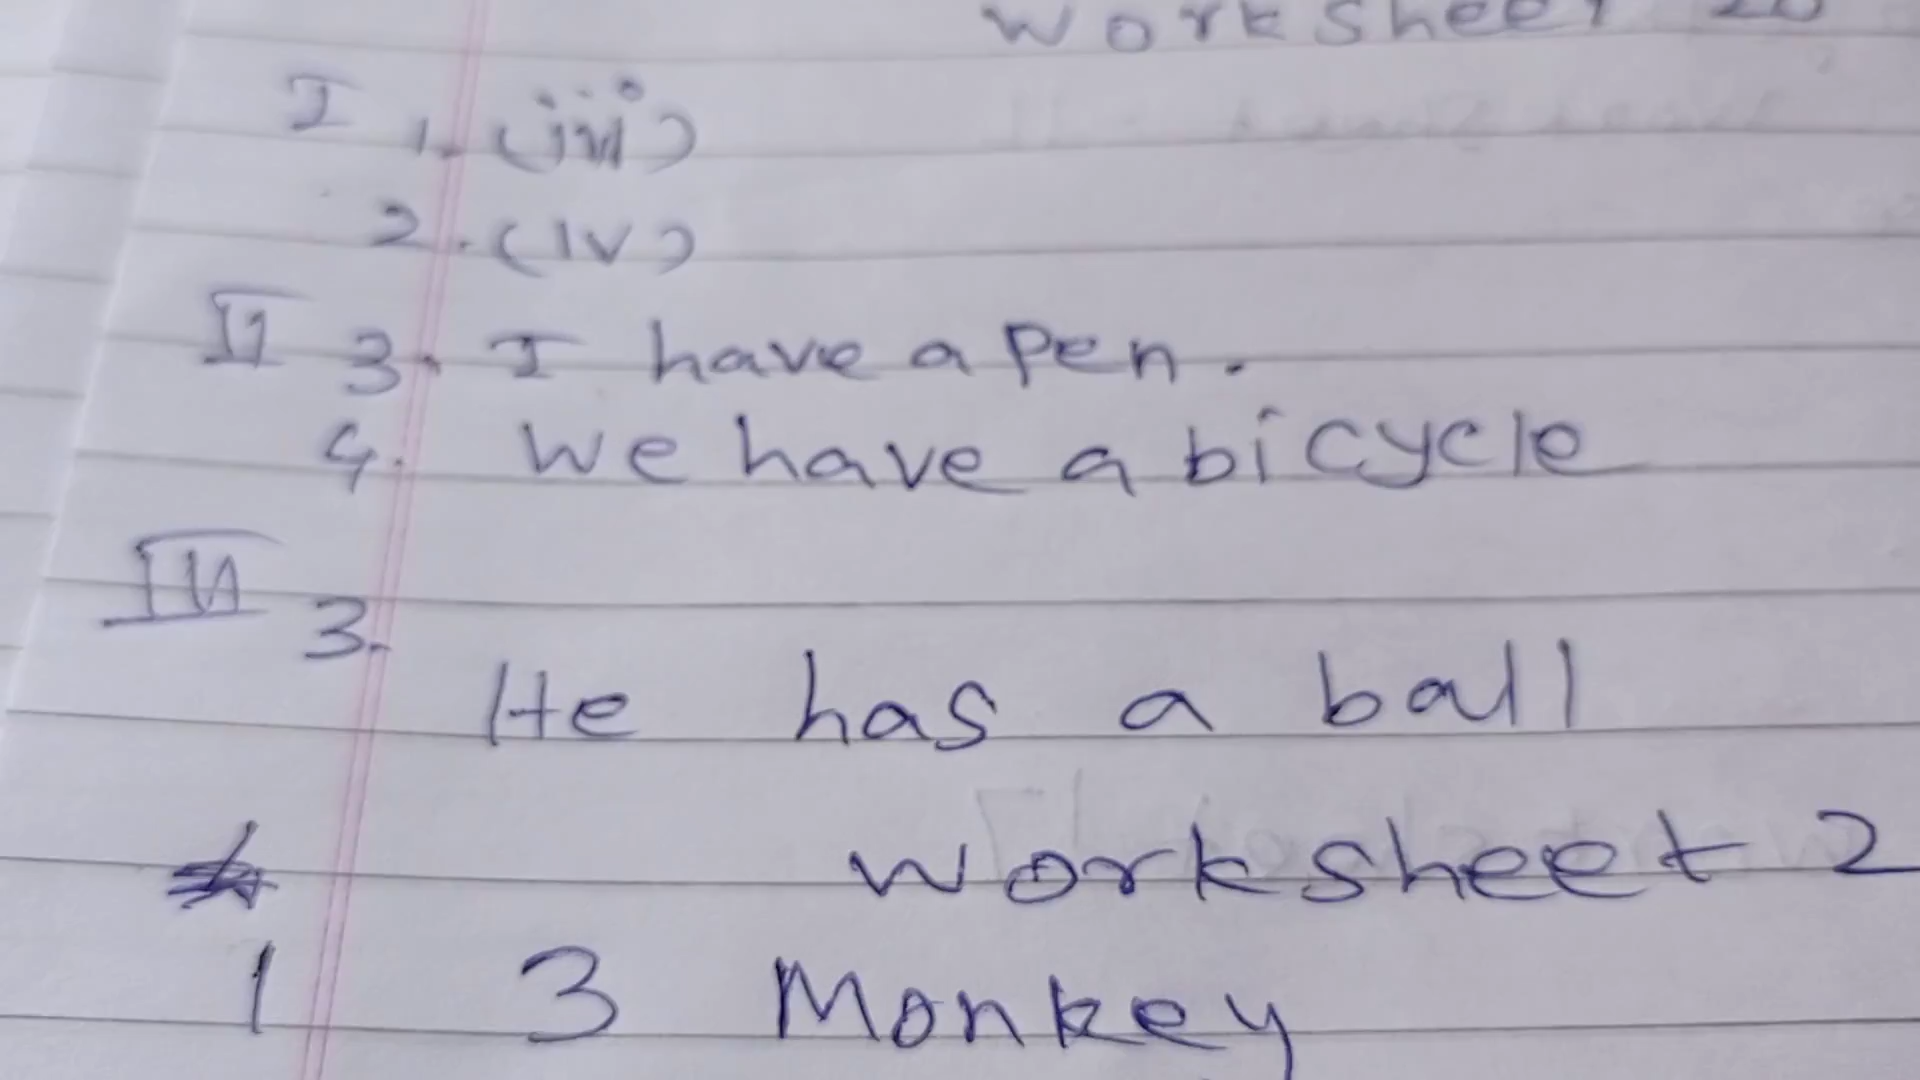 Worksheet 20
I 1. (iii)
2. (iv)
II 3. I have a pen.
4. We have a bicycle
III 3.
He has a ball
Worksheet 2
1 3 Monkey